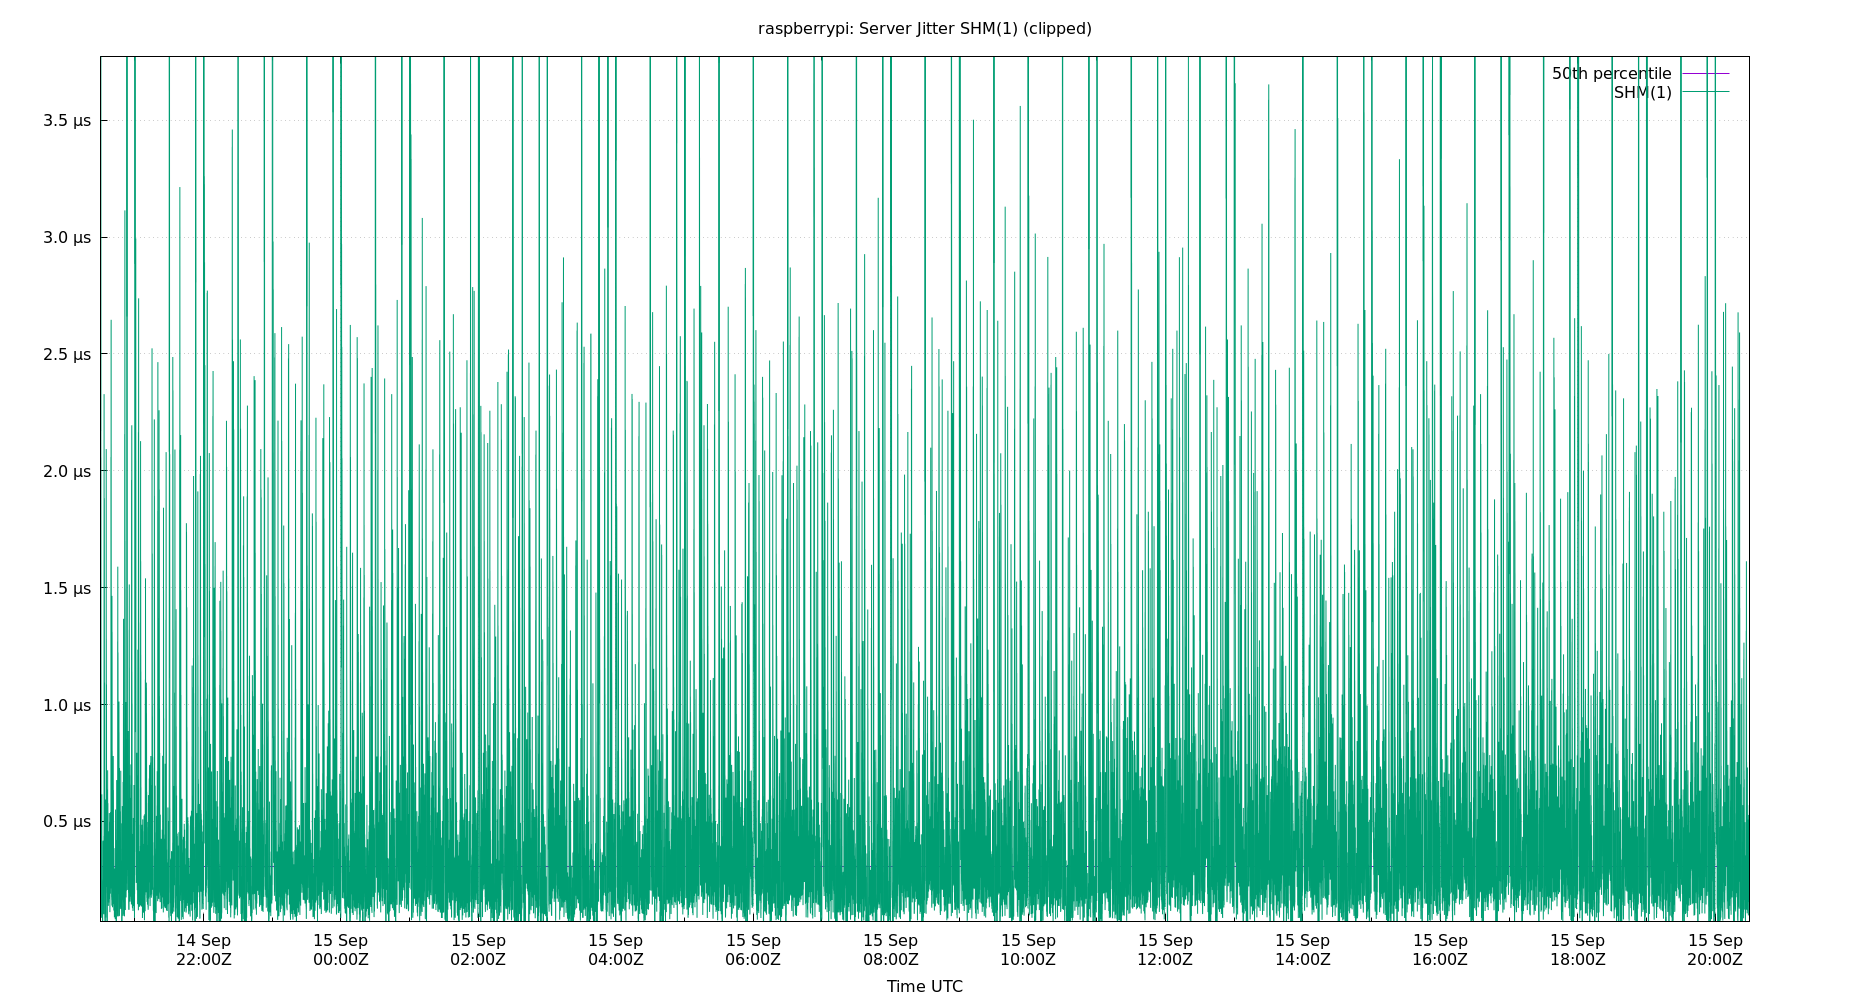 raspberrypi: Server Jitter SHM(1) (clipped)
50th percentile
SHM(1)
3.5 µs
3.0 µs
2.5 µs
2.0 µs
1.5 µs
1.0 µs
0.5 µs
14 Sep 15 Sep 15 Sep 15 Sep 15 Sep 15 Sep 15 Sep 15 Sep 15 Sep 15 Sep 15 Sep 15 Sep
22:00Z 00:00Z 02:00Z 04:00Z 06:00Z 08:00Z 10:00Z 12:00Z 14:00Z 16:00Z 18:00Z 20:00Z
Time UTC